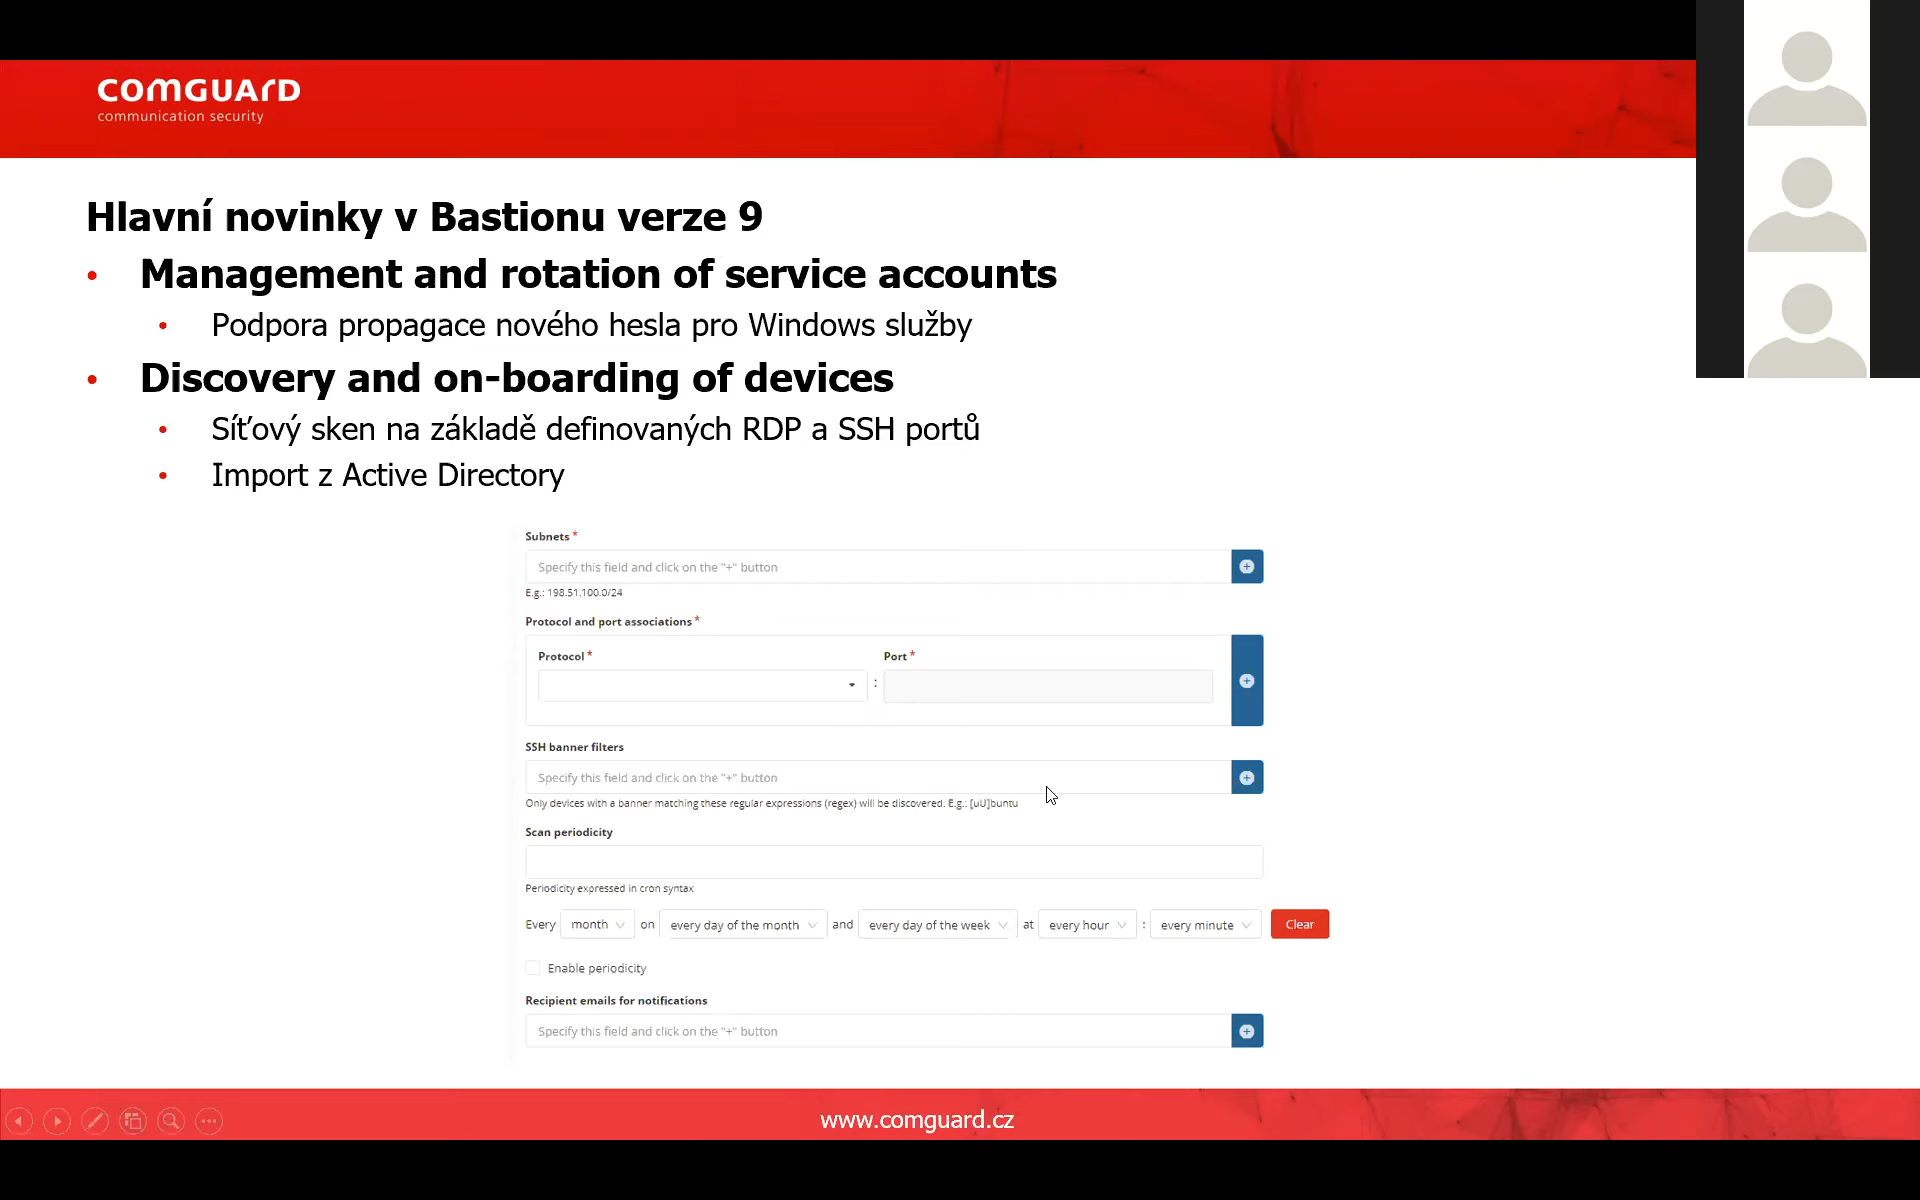 COMGUARD
communication security
Hlavní novinky v Bastionu verze 9
• Management and rotation of service accounts
• Podpora propagace nového hesla pro Windows služby
• Discovery and on-boarding of devices
• Síťový sken na základě definovaných RDP a SSH portů
• Import z Active Directory
Subnets *
Specify this field and click on the "+" button
E.g.: 198.51.100.0/24
Protocol and port associations *
Protocol * Port *
:
SSH banner filters
Specify this field and click on the "+" button
Only devices with a banner matching these regular expressions (regex) will be discovered. E.g.: [uU]buntu
Scan periodicity
Periodicity expressed in cron syntax
Every month on every day of the month and every day of the week at every hour : every minute Clear
Enable periodicity
Recipient emails for notifications
Specify this field and click on the "+" button
www.comguard.cz